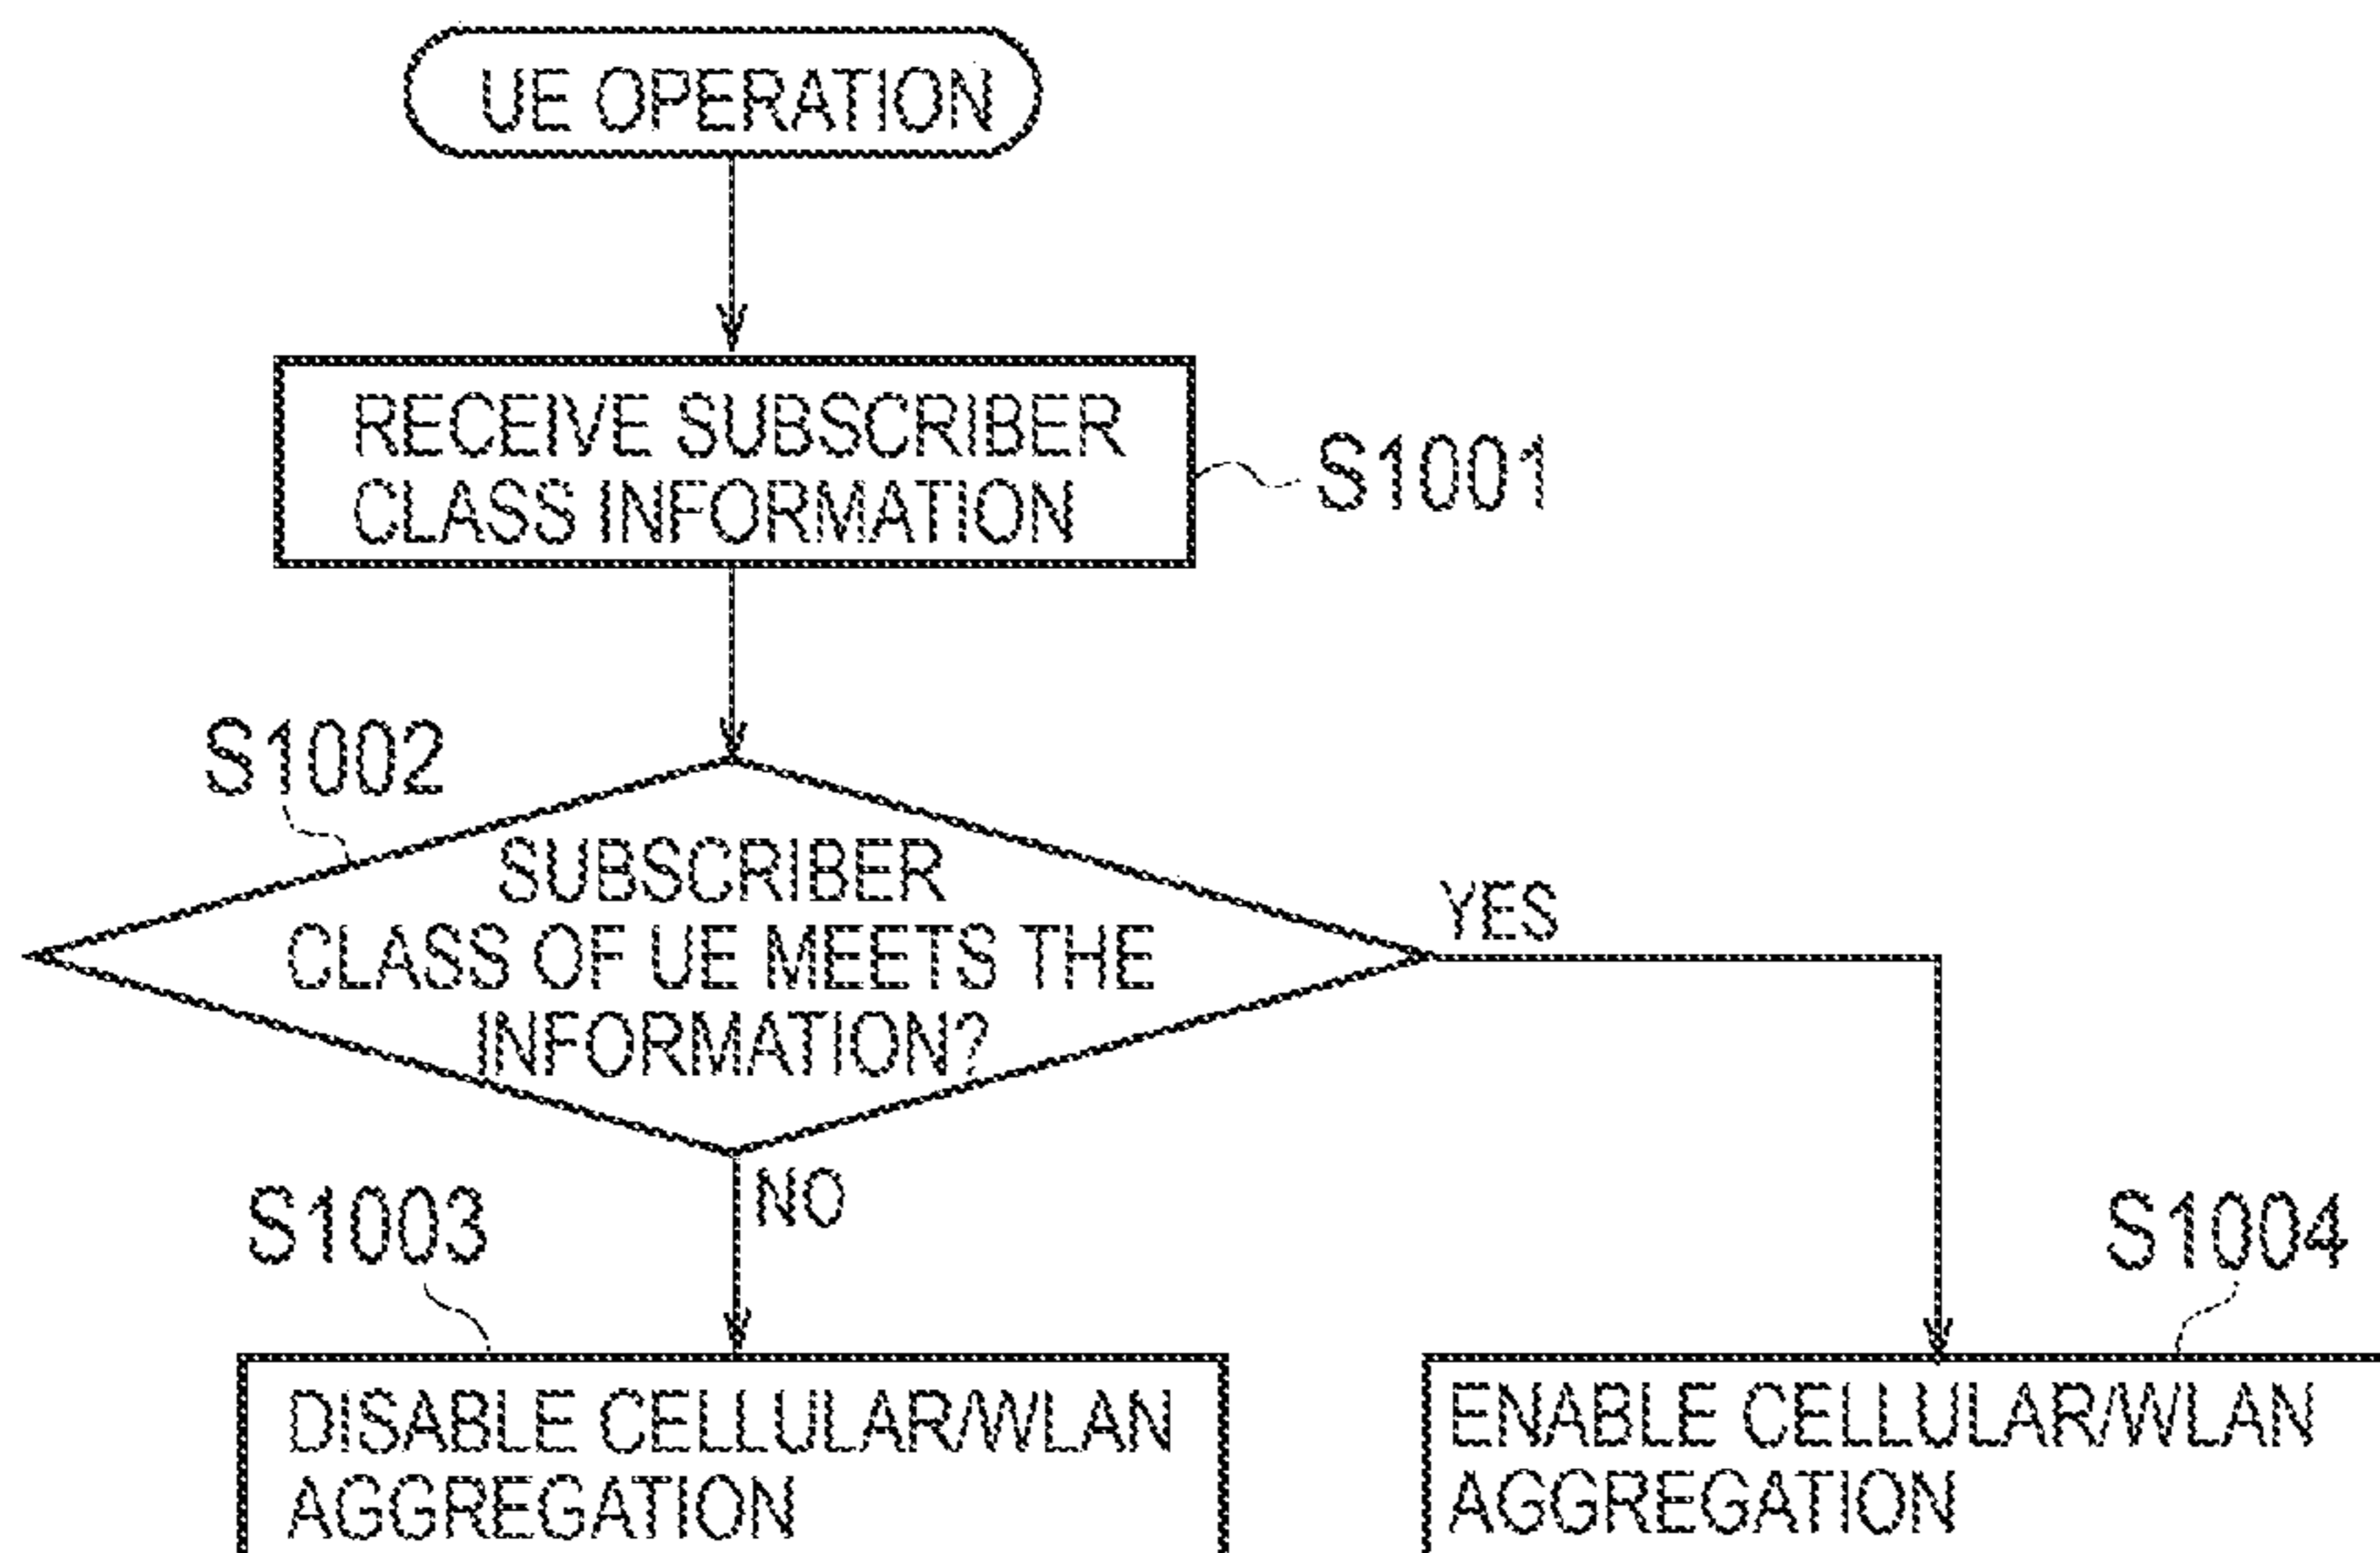 UE OPERATION
RECEIVE SUBSCRIBER
CLASS INFORMATION
S1001
S1002
SUBSCRIBER
CLASS OF UE MEETS THE
INFORMATION?
YES
NO
S1003
S1004
DISABLE CELLULAR/WLAN
AGGREGATION
ENABLE CELLULAR/WLAN
AGGREGATION